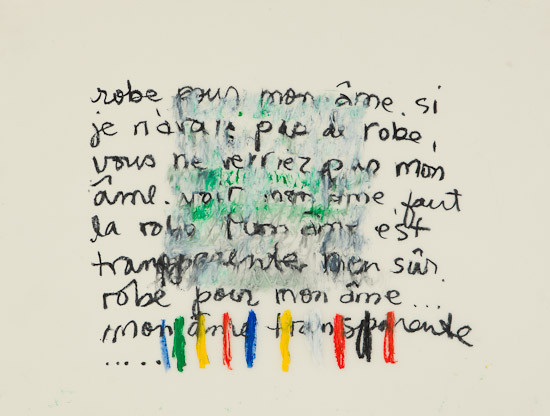 robe pour mon âme. si
je n'avais pas de robe,
vous ne verriez pas mon
âme. voir mon âme faut
la robe mon âme est
transparente bien sûr.
robe pour mon âme...
mon âme transparente
.....